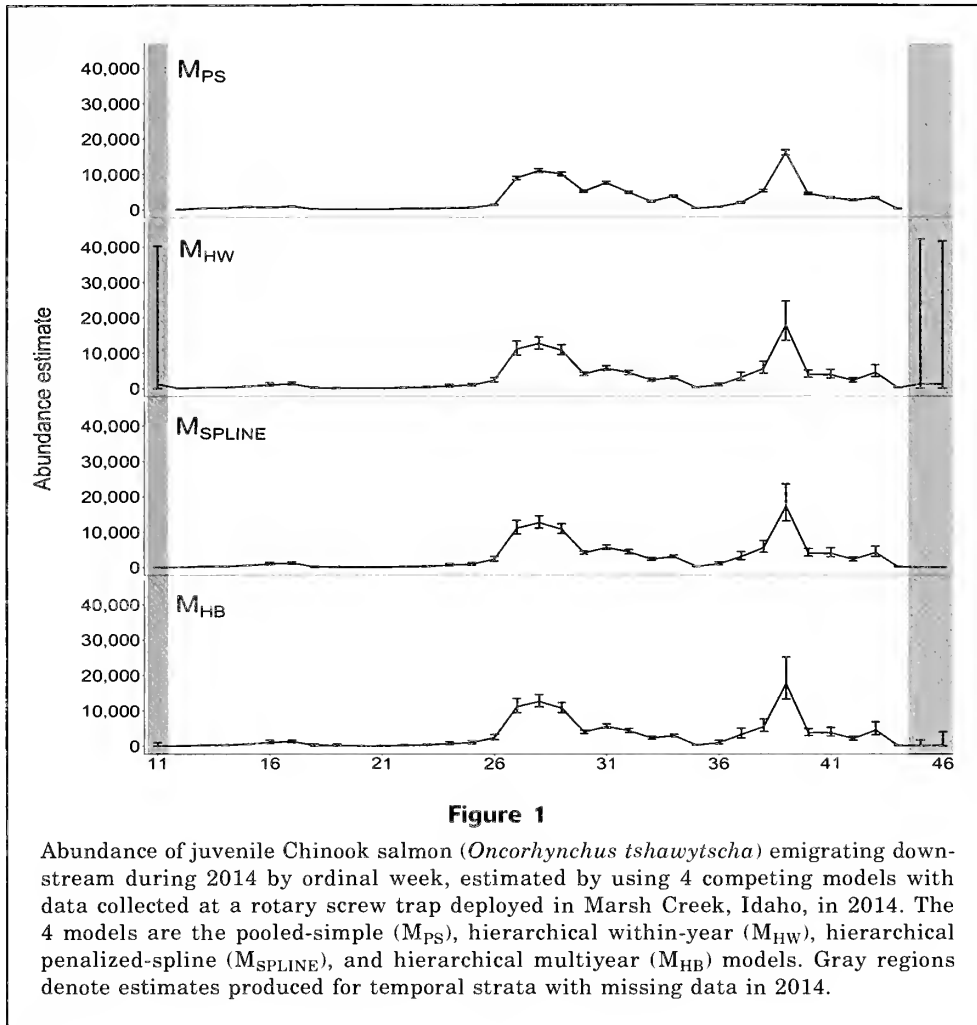 40,000
30,000
20,000
10,000
0
M_PS
40,000
30,000
20,000
10,000
0
M_HW
40,000
30,000
20,000
10,000
0
M_SPLINE
40,000
30,000
20,000
10,000
0
M_HB
Abundance estimate
11 16 21 26 31 36 41 46
Figure 1
Abundance of juvenile Chinook salmon (Oncorhynchus tshawytscha) emigrating down-
stream during 2014 by ordinal week, estimated by using 4 competing models with
data collected at a rotary screw trap deployed in Marsh Creek, Idaho, in 2014. The
4 models are the pooled-simple (M_PS), hierarchical within-year (M_HW), hierarchical
penalized-spline (M_SPLINE), and hierarchical multiyear (M_HB) models. Gray regions
denote estimates produced for temporal strata with missing data in 2014.